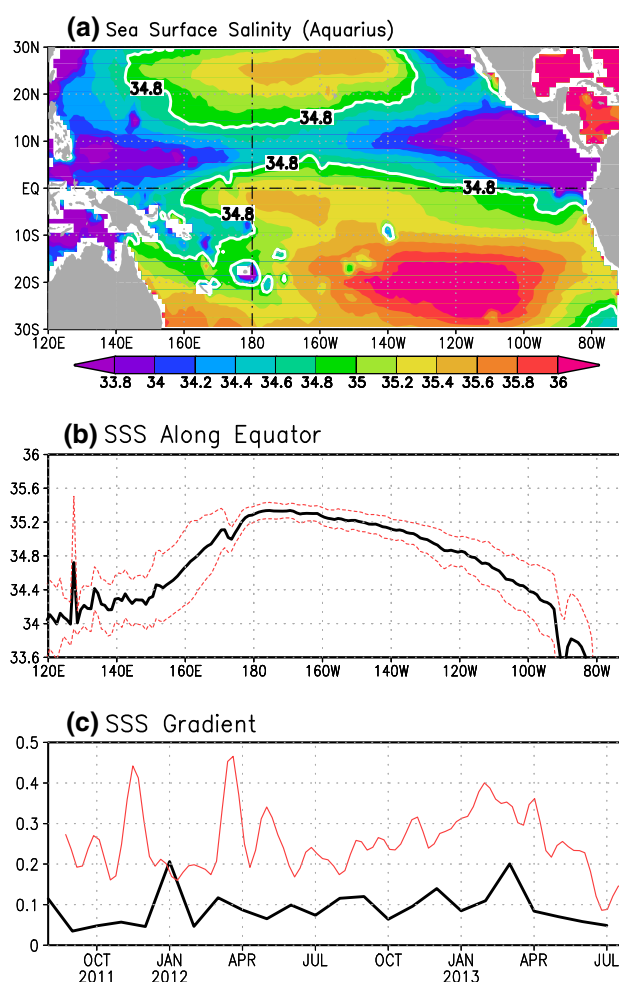 (a) Sea Surface Salinity (Aquarius)
30N
20N
10N
EQ
10S
20S
30S
34.8
34.8
34.8
34.8
34.8
120E 140E 160E 180 160W 140W 120W 100W 80W
33.8 34 34.2 34.4 34.6 34.8 35 35.2 35.4 35.6 35.8 36
(b) SSS Along Equator
36
35.6
35.2
34.8
34.4
34
33.6
120E 140E 160E 180 160W 140W 120W 100W 80W
(c) SSS Gradient
0.5
0.4
0.3
0.2
0.1
0
OCT JAN APR JUL OCT JAN APR JUL
2011 2012 2013